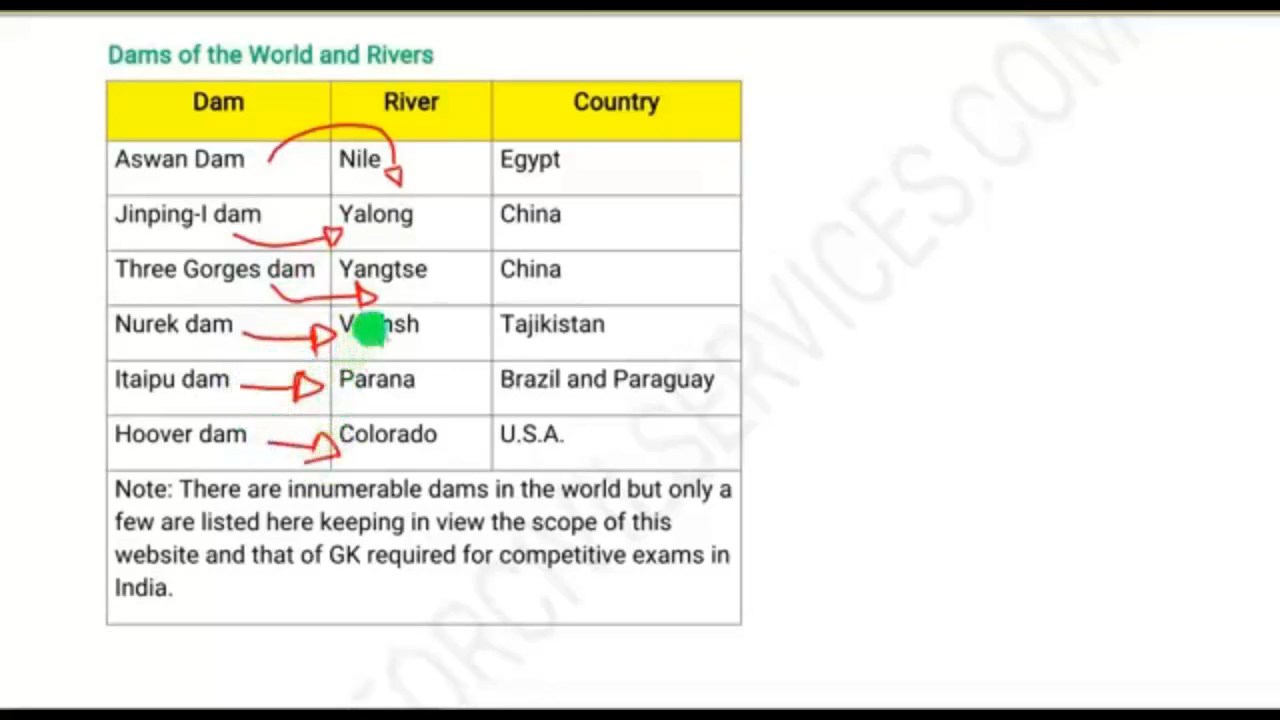 Dams of the World and Rivers
Dam River Country
Aswan Dam Nile Egypt
Jinping-I dam Yalong China
Three Gorges dam Yangtse China
Nurek dam Tajikistan
Itaipu dam Parana Brazil and Paraguay
Hoover dam Colorado U.S.A.
Note: There are innumerable dams in the world but only a
few are listed here keeping in view the scope of this
website and that of GK required for competitive exams in
India.